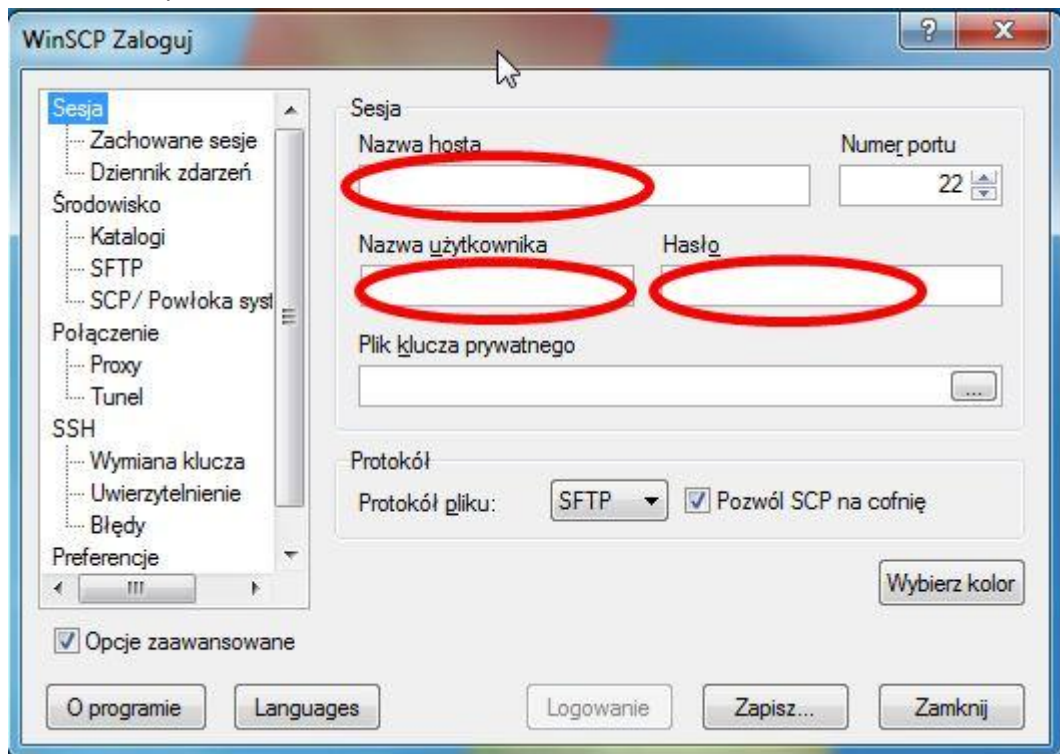 WinSCP Zaloguj
Sesja
Zachowane sesje
Dziennik zdarzeń
Środowisko
Katalogi
SFTP
SCP/ Powłoka syst
Połączenie
Proxy
Tunel
SSH
Wymiana klucza
Uwierzytelnienie
Błędy
Preferencje
Opcje zaawansowane
Sesja
Nazwa hosta Numer portu
22
Nazwa użytkownika Hasło
Plik klucza prywatnego
...
Protokół
Protokół pliku: SFTP Pozwól SCP na cofnię
Wybierz kolor
O programie Languages Logowanie Zapisz... Zamknij